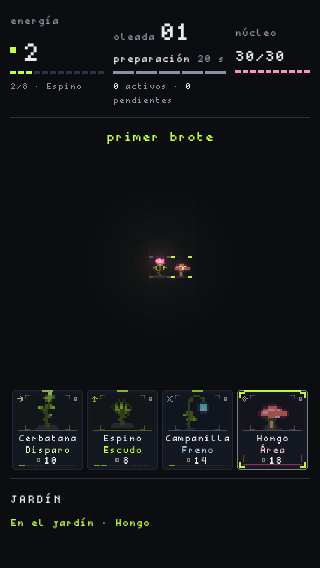 energía
2
2/8 · Espino
oleada 01
preparación 20 s
0 activos · 0
pendientes
núcleo
30/30
primer brote
Cerbatana
Disparo
10
Espino
Escudo
8
Campanilla
Freno
14
Hongo
Área
18
JARDÍN
En el jardín · Hongo